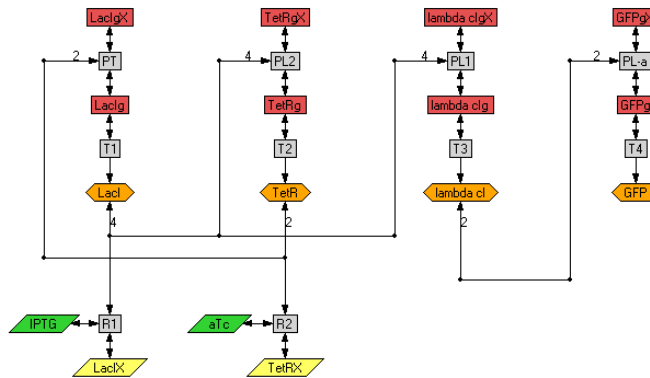 LacIgX TetRgX lambda cIgX GFPgX
2 PT 4 PL2 4 PL1 2 PL-a
LacIg TetRg lambda cIg GFPg
T1 T2 T3 T4
LacI TetR lambda cI GFP
4 2 2
IPTG R1 aTc R2
LacIX TetRX